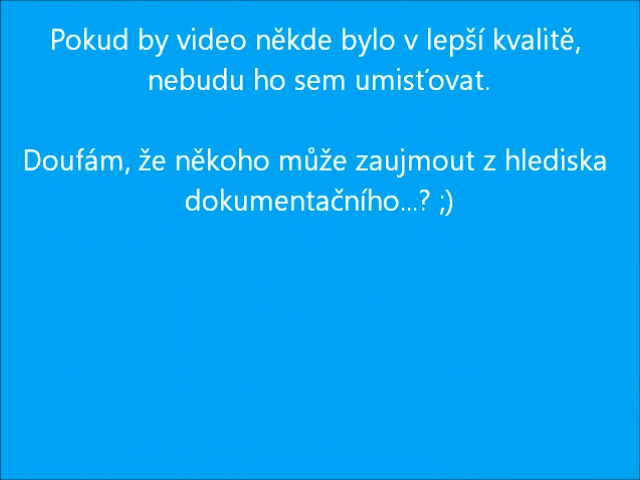 Pokud by video někde bylo v lepší kvalitě,
nebudu ho sem umisťovat.
Doufám, že někoho může zaujmout z hlediska
dokumentačního...? ;)